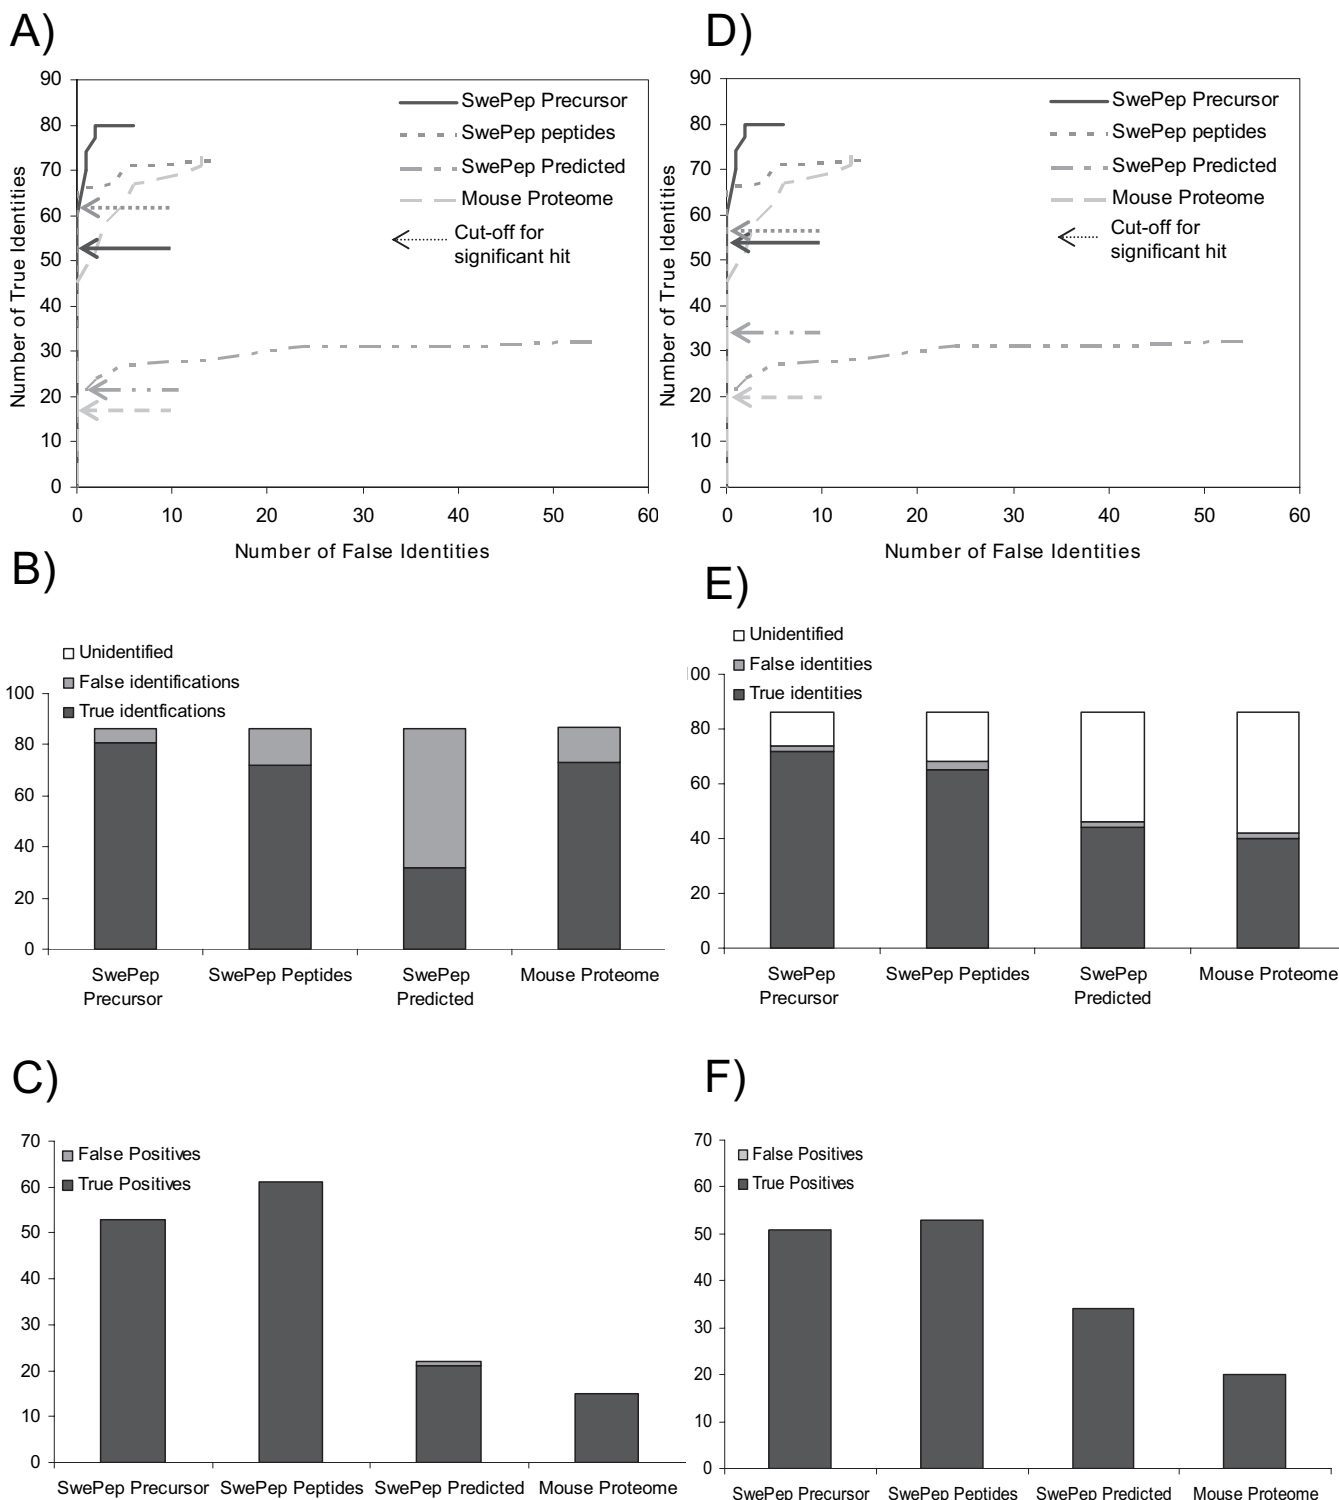 A)
90
80
70
60
50
40
30
20
10
0
Number of True Identities
SwePep Precursor
SwePep peptides
SwePep Predicted
Mouse Proteome
Cut-off for
significant hit
0 10 20 30 40 50 60
Number of False Identities
D)
90
80
70
60
50
40
30
20
10
0
Number of True Identities
SwePep Precursor
SwePep peptides
SwePep Predicted
Mouse Proteome
Cut-off for
significant hit
0 10 20 30 40 50 60
Number of False Identities
B)
Unidentified
False identifications
True identfications
100
80
60
40
20
0
SwePep
Precursor
SwePep Peptides
SwePep
Predicted
Mouse Proteome
E)
Unidentified
False identities
True identities
00
80
60
40
20
0
SwePep
Precursor
SwePep Peptides
SwePep
Predicted
Mouse Proteome
C)
70
60
50
40
30
20
10
0
False Positives
True Positives
SwePep Precursor SwePep Peptides SwePep Predicted Mouse Proteome
F)
70
60
50
40
30
20
10
0
False Positives
True Positives
SwePep Precursor SwePep Peptides SwePep Predicted Mouse Proteome